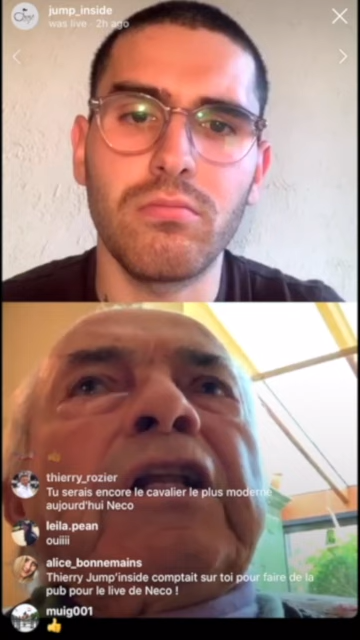 jump_inside
was live · 2h ago
thierry_rozier
Tu serais encore le cavalier le plus moderne
aujourd'hui Neco
leila.pean
ouiiii
alice_bonnemains
Thierry Jump'inside comptait sur toi pour faire de la
pub pour le live de Neco !
muig001
👍